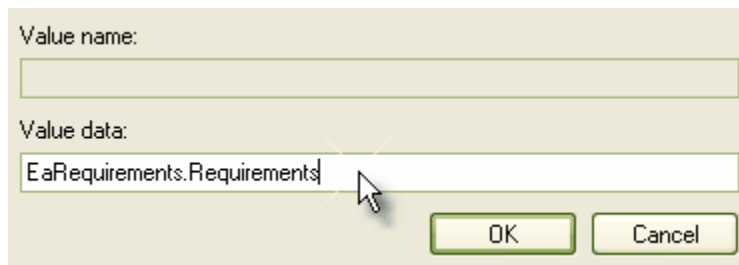 Value name:
Value data:
EaRequirements.Requirements
OK
Cancel